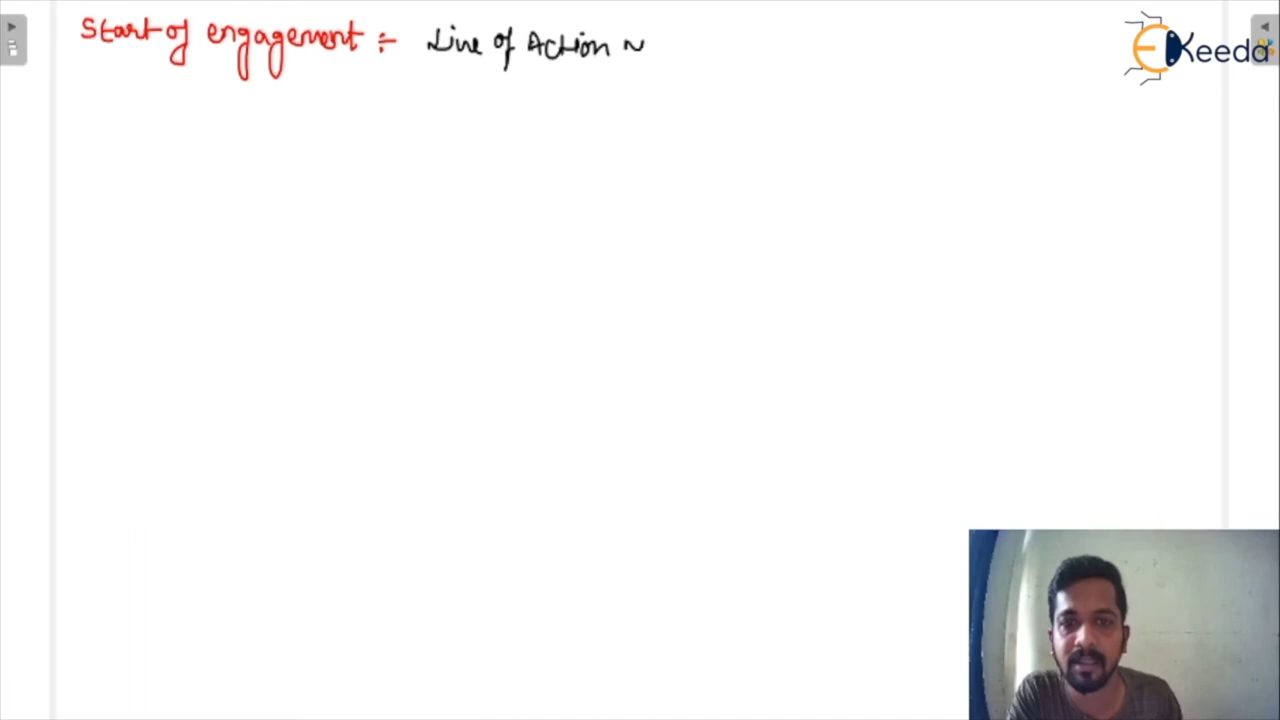 Start of engagement :- Line of Action ~
EKeeda